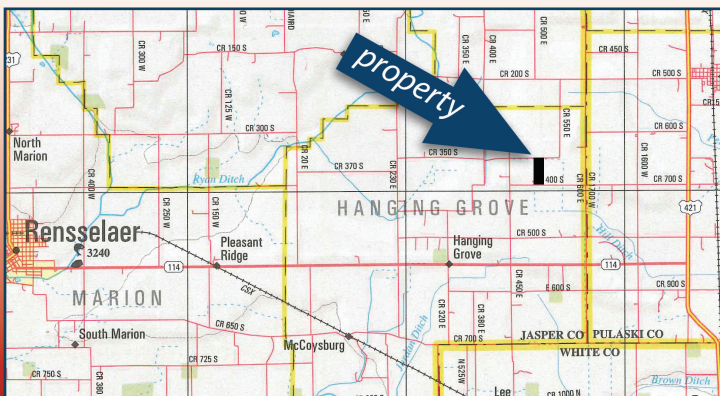 CR 300 W
CR 150 S
CR 350 E
CR 400 E
CR 500 E
CR 450 S
property
CR 200 S
CR 500 S
CR 125 W
CR 550 E
CR 300 S
CR 600 S
North
Marion
CR 20 E
CR 370 S
CR 230 E
CR 350 S
CR 1800 W
Ryan Ditch
400 S
CR 700 S
CR 400 W
CR 250 W
CR 150 W
CR 600 E
1700 W
HANGING GROVE
421
Rensselaer
3240
Pleasant
Ridge
CR 500 S
Hanging
Grove
Hill Ditch
114
114
CSX
CR 450 E
E 600 S
CR 900 S
MARION
CR 320 E
CR 380 E
CR 650 S
South Marion
McCoysburg
CR 700 S
JASPER CO
PULASKI CO
WHITE CO
CR 725 S
CR 750 S
CR 380
N 525 W
Brown Ditch
Lee
CR 1000 N